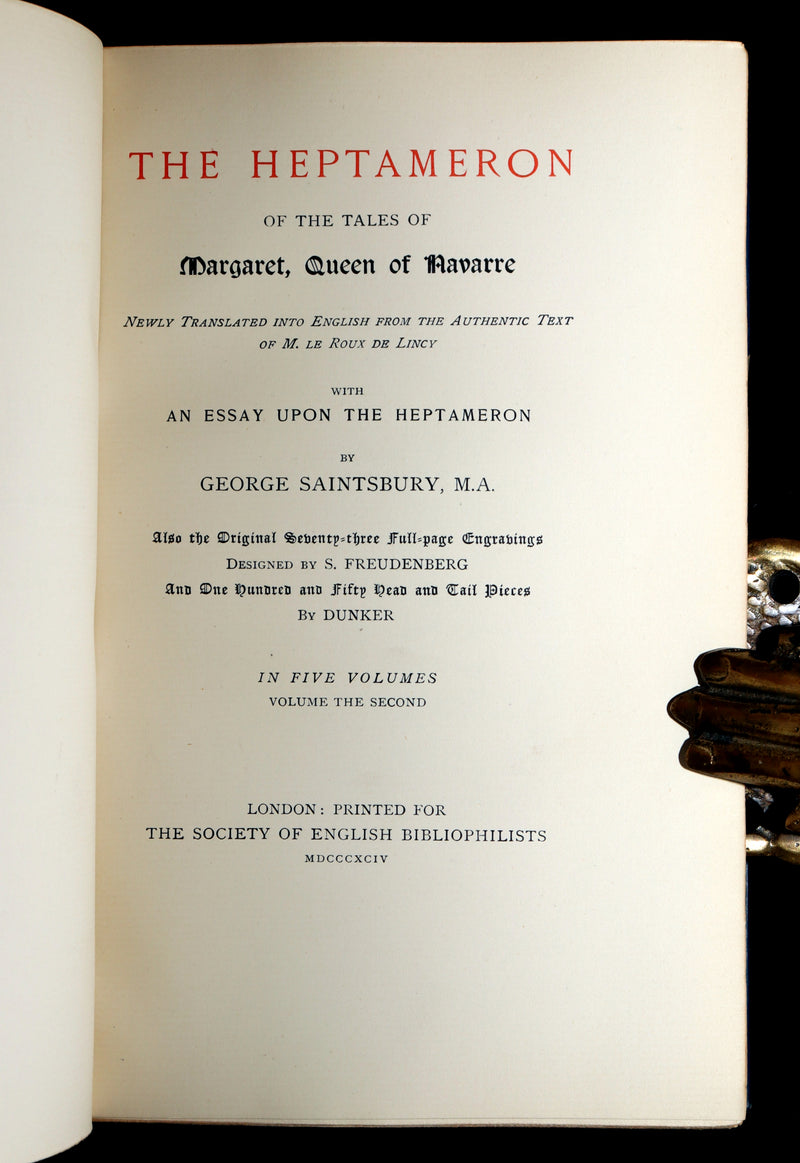 THE HEPTAMERON
OF THE TALES OF
Margaret, Queen of Navarre
NEWLY TRANSLATED INTO ENGLISH FROM THE AUTHENTIC TEXT
OF M. LE ROUX DE LINCY
WITH
AN ESSAY UPON THE HEPTAMERON
BY
GEORGE SAINTSBURY, M.A.
Also the Original Seventy-three Full-page Engravings
DESIGNED BY S. FREUDENBERG
And One Hundred and Fifty Head and Tail Pieces
BY DUNKER
IN FIVE VOLUMES
VOLUME THE SECOND
LONDON: PRINTED FOR
THE SOCIETY OF ENGLISH BIBLIOPHILISTS
MDCCCXCIV